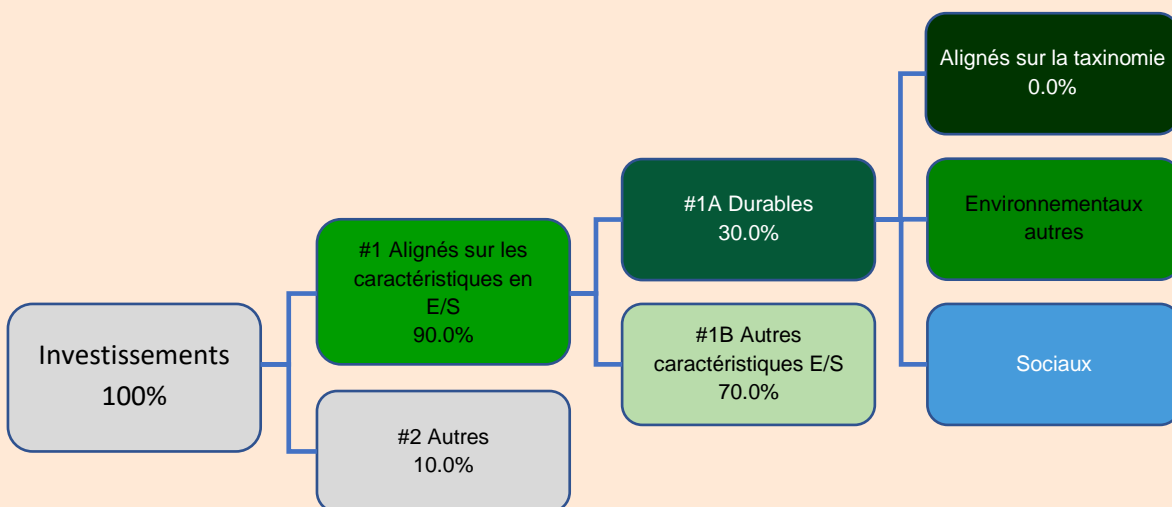 Investissements
100%
#1 Alignés sur les
caractéristiques en
E/S
90.0%
#2 Autres
10.0%
#1A Durables
30.0%
#1B Autres
caractéristiques E/S
70.0%
Alignés sur la taxinomie
0.0%
Environnementaux
autres
Sociaux